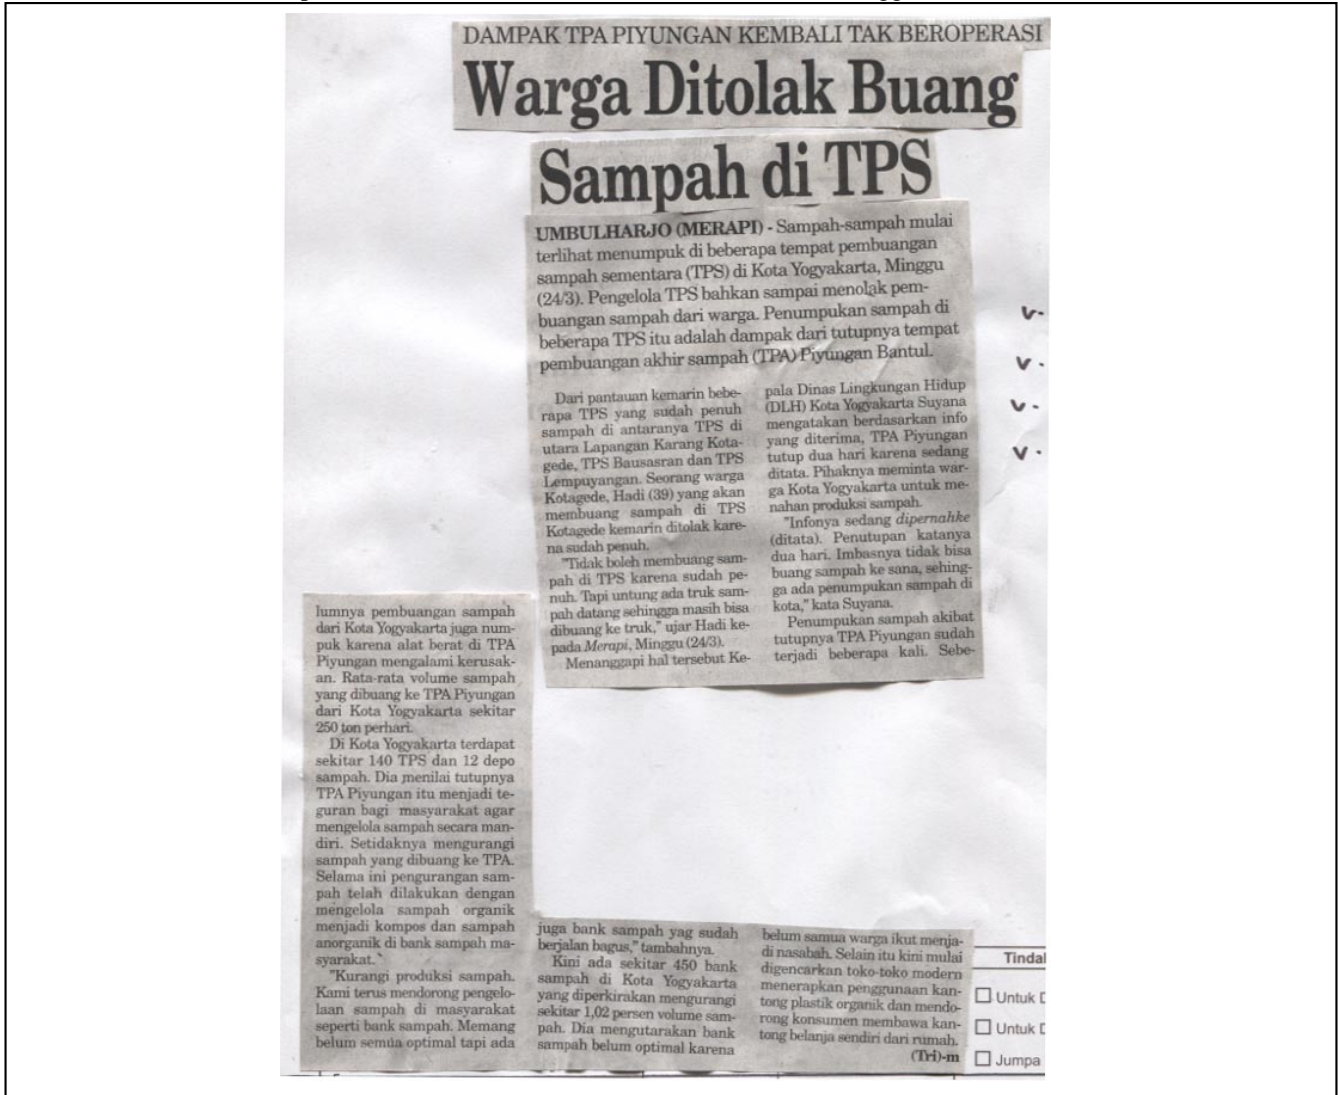 DAMPAK TPA PIYUNGAN KEMBALI TAK BEROPERASI
Warga Ditolak Buang
Sampah di TPS
UMBULHARJO (MERAPI) - Sampah-sampah mulai
terlihat menumpuk di beberapa tempat pembuangan
sampah sementara (TPS) di Kota Yogyakarta, Minggu
(24/3). Pengelola TPS bahkan sampai menolak pem-
buangan sampah dari warga. Penumpukan sampah di
beberapa TPS itu adalah dampak dari tutupnya tempat
pembuangan akhir sampah (TPA) Piyungan Bantul.
Dari pantauan kemarin bebe-
rapa TPS yang sudah penuh
sampah di antaranya TPS di
utara Lapangan Karang Kota-
gede, TPS Bausasran dan TPS
Lempuyangan. Seorang warga
Kotagede, Hadi (39) yang akan
membuang sampah di TPS
Kotagede kemarin ditolak kare-
na sudah penuh.
"Tidak boleh membuang sam-
pah di TPS karena sudah pe-
nuh. Tapi untung ada truk sam-
pah datang sehingga masih bisa
dibuang ke truk," ujar Hadi ke-
pada Merapi, Minggu (24/3).
Menanggapi hal tersebut Ke-
pala Dinas Lingkungan Hidup
(DLH) Kota Yogyakarta Suyana
mengatakan berdasarkan info
yang diterima, TPA Piyungan
tutup dua hari karena sedang
ditata. Pihaknya meminta war-
ga Kota Yogyakarta untuk me-
nahan produksi sampah.
"Infonya sedang dipernahke
(ditata). Penutupan katanya
dua hari. Imbasnya tidak bisa
buang sampah ke sana, sehing-
ga ada penumpukan sampah di
kota," kata Suyana.
Penumpukan sampah akibat
tutupnya TPA Piyungan sudah
terjadi beberapa kali. Sebe-
lumnya pembuangan sampah
dari Kota Yogyakarta juga num-
puk karena alat berat di TPA
Piyungan mengalami kerusak-
an. Rata-rata volume sampah
yang dibuang ke TPA Piyungan
dari Kota Yogyakarta sekitar
250 ton perhari.
Di Kota Yogyakarta terdapat
sekitar 140 TPS dan 12 depo
sampah. Dia menilai tutupnya
TPA Piyungan itu menjadi te-
guran bagi masyarakat agar
mengelola sampah secara man-
diri. Setidaknya mengurangi
sampah yang dibuang ke TPA.
Selama ini pengurangan sam-
pah telah dilakukan dengan
mengelola sampah organik
menjadi kompos dan sampah
anorganik di bank sampah ma-
syarakat.
"Kurangi produksi sampah.
Kami terus mendorong pengelo-
laan sampah di masyarakat
seperti bank sampah. Memang
belum semua optimal tapi ada
juga bank sampah yag sudah
berjalan bagus," tambahnya.
Kini ada sekitar 450 bank
sampah di Kota Yogyakarta
yang diperkirakan mengurangi
sekitar 1,02 persen volume sam-
pah. Dia mengutarakan bank
sampah belum optimal karena
belum samua warga ikut menja-
di nasabah. Selain itu kini mulai
digencarkan toko-toko modern
menerapkan penggunaan kan-
tong plastik organik dan mendo-
rong konsumen membawa kan-
tong belanja sendiri dari rumah.
(Tri)-m
Untuk
Untuk
Jumpa